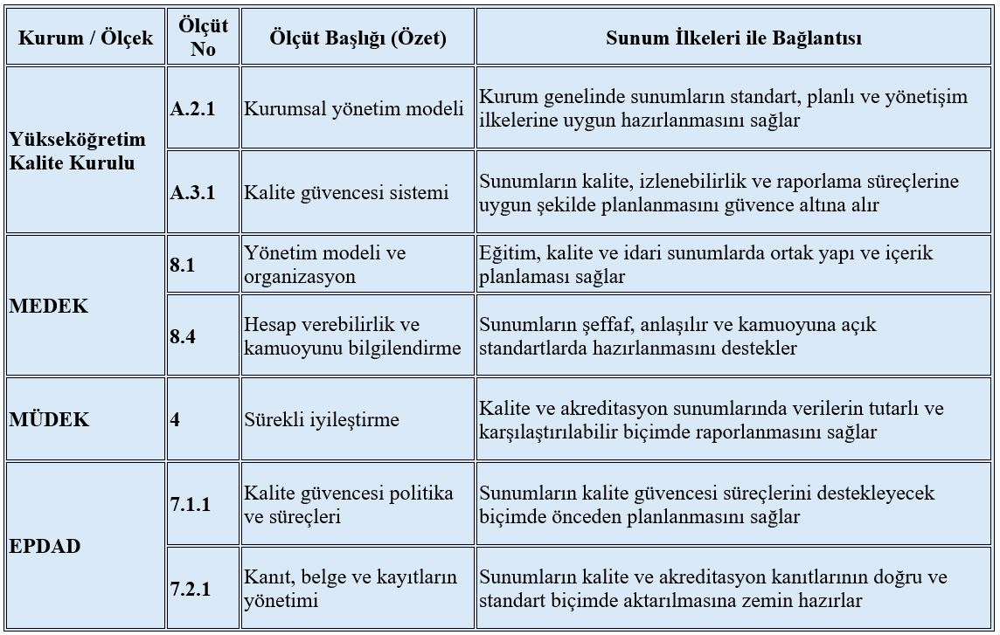 Kurum / Ölçek
Ölçüt
No
Ölçüt Başlığı (Özet)
Sunum İlkeleri ile Bağlantısı
Yükseköğretim
Kalite Kurulu
A.2.1
Kurumsal yönetim modeli
Kurum genelinde sunumların standart, planlı ve yönetişim
ilkelerine uygun hazırlanmasını sağlar
A.3.1
Kalite güvencesi sistemi
Sunumların kalite, izlenebilirlik ve raporlama süreçlerine
uygun şekilde planlanmasını güvence altına alır
MEDEK
8.1
Yönetim modeli ve
organizasyon
Eğitim, kalite ve idari sunumlarda ortak yapı ve içerik
planlaması sağlar
8.4
Hesap verebilirlik ve
kamuoyunu bilgilendirme
Sunumların şeffaf, anlaşılır ve kamuoyuna açık
standartlarda hazırlanmasını destekler
MÜDEK
4
Sürekli iyileştirme
Kalite ve akreditasyon sunumlarında verilerin tutarlı ve
karşılaştırılabilir biçimde raporlanmasını sağlar
EPDAD
7.1.1
Kalite güvencesi politika
ve süreçleri
Sunumların kalite güvencesi süreçlerini destekleyecek
biçimde önceden planlanmasını sağlar
7.2.1
Kanıt, belge ve kayıtların
yönetimi
Sunumların kalite ve akreditasyon kanıtlarının doğru ve
standart biçimde aktarılmasına zemin hazırlar